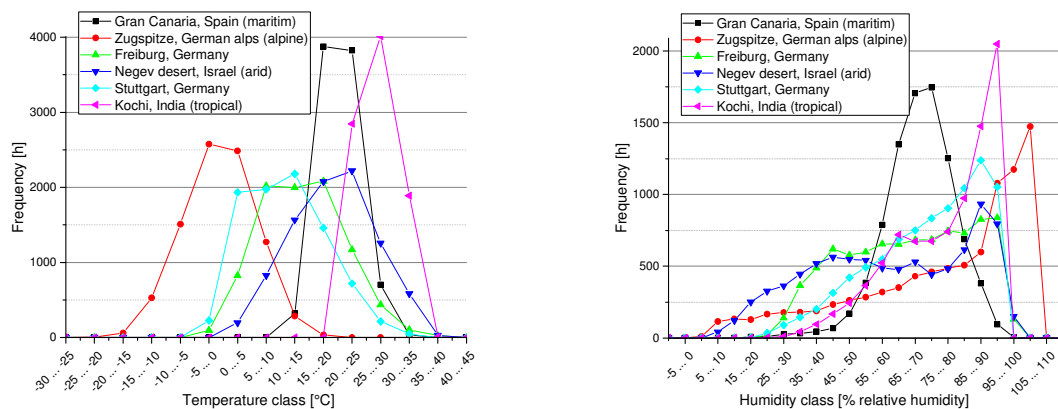 Gran Canaria, Spain (maritim)
Zugspitze, German alps (alpine)
Freiburg, Germany
Negev desert, Israel (arid)
Stuttgart, Germany
Kochi, India (tropical)
4000
3000
2000
1000
0
Frequency [h]
-30 ... -25
-25 ... -20
-20 ... -15
-15 ... -10
-10 ... -5
-5 ... 0
0 ... 5
5 ... 10
10 ... 15
15 ... 20
20 ... 25
25 ... 30
30 ... 35
35 ... 40
40 ... 45
Temperature class [°C]
Gran Canaria, Spain (maritim)
Zugspitze, German alps (alpine)
Freiburg, Germany
Negev desert, Israel (arid)
Stuttgart, Germany
Kochi, India (tropical)
2000
1500
1000
500
0
Frequency [h]
-5 ... 0
5 ... 10
15 ... 20
25 ... 30
35 ... 40
45 ... 50
55 ... 60
65 ... 70
75 ... 80
85 ... 90
95 ... 100
105 ... 110
Humidity class [% relative humidity]